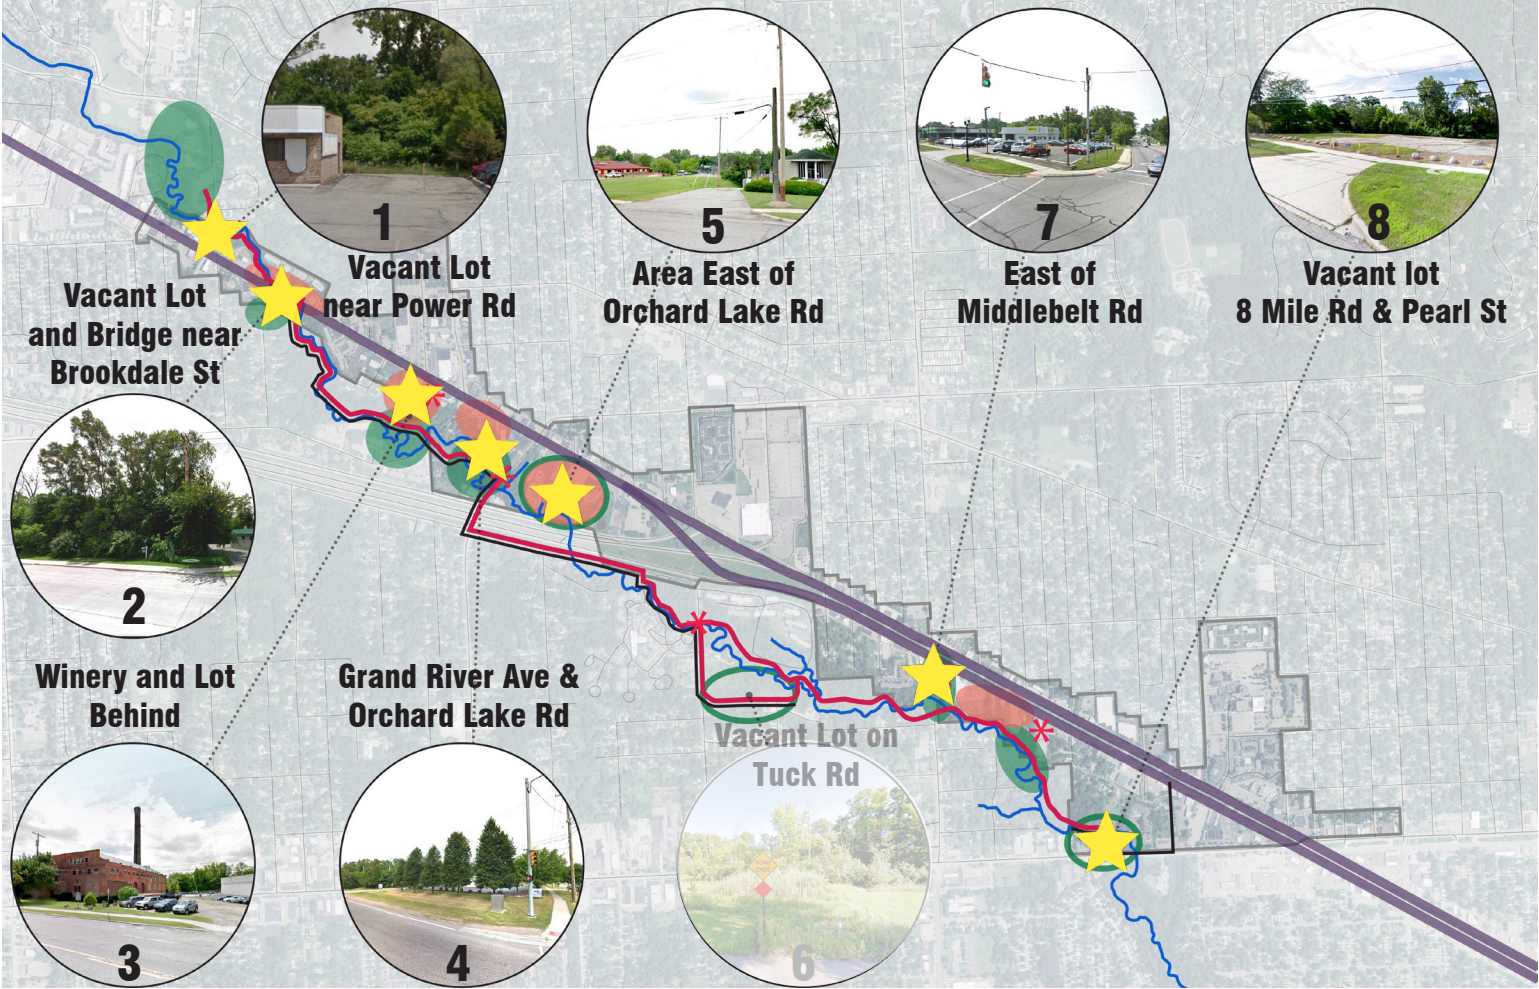 1
Vacant Lot
near Power Rd
5
Area East of
Orchard Lake Rd
7
East of
Middlebelt Rd
8
Vacant lot
8 Mile Rd & Pearl St
Vacant Lot
and Bridge near
Brookdale St
2
Winery and Lot
Behind
3
Grand River Ave &
Orchard Lake Rd
4
Vacant Lot on
Tuck Rd
6